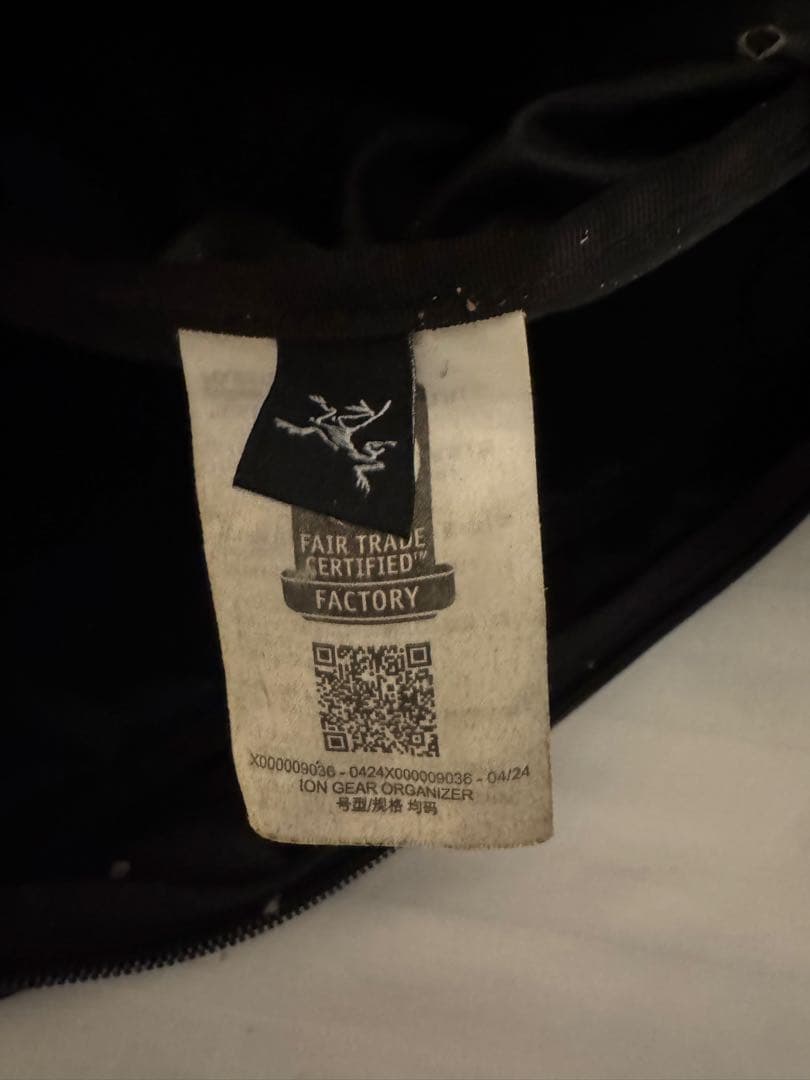 FAIR TRADE
CERTIFIED™
FACTORY
X000009036 - 0424X000009036 - 04/24
ION GEAR ORGANIZER
号型/规格 均码